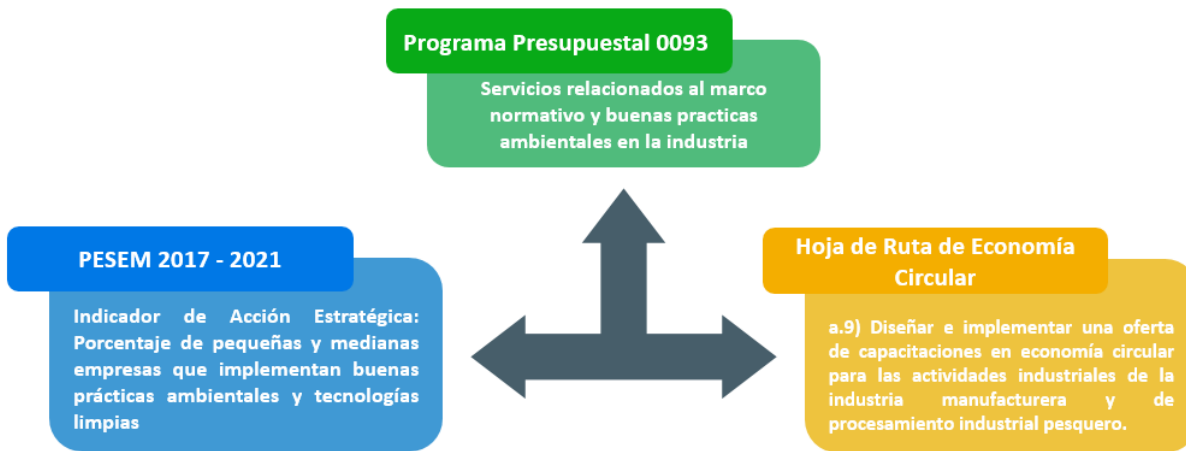 Programa Presupuestal 0093
Servicios relacionados al marco
normativo y buenas practicas
ambientales en la industria
PESEM 2017 - 2021
Indicador de Acción Estratégica:
Porcentaje de pequeñas y medianas
empresas que implementan buenas
prácticas ambientales y tecnologías
limpias
Hoja de Ruta de Economía
Circular
a.9) Diseñar e implementar una oferta
de capacitaciones en economía circular
para las actividades industriales de la
industria manufacturera y de
procesamiento industrial pesquero.